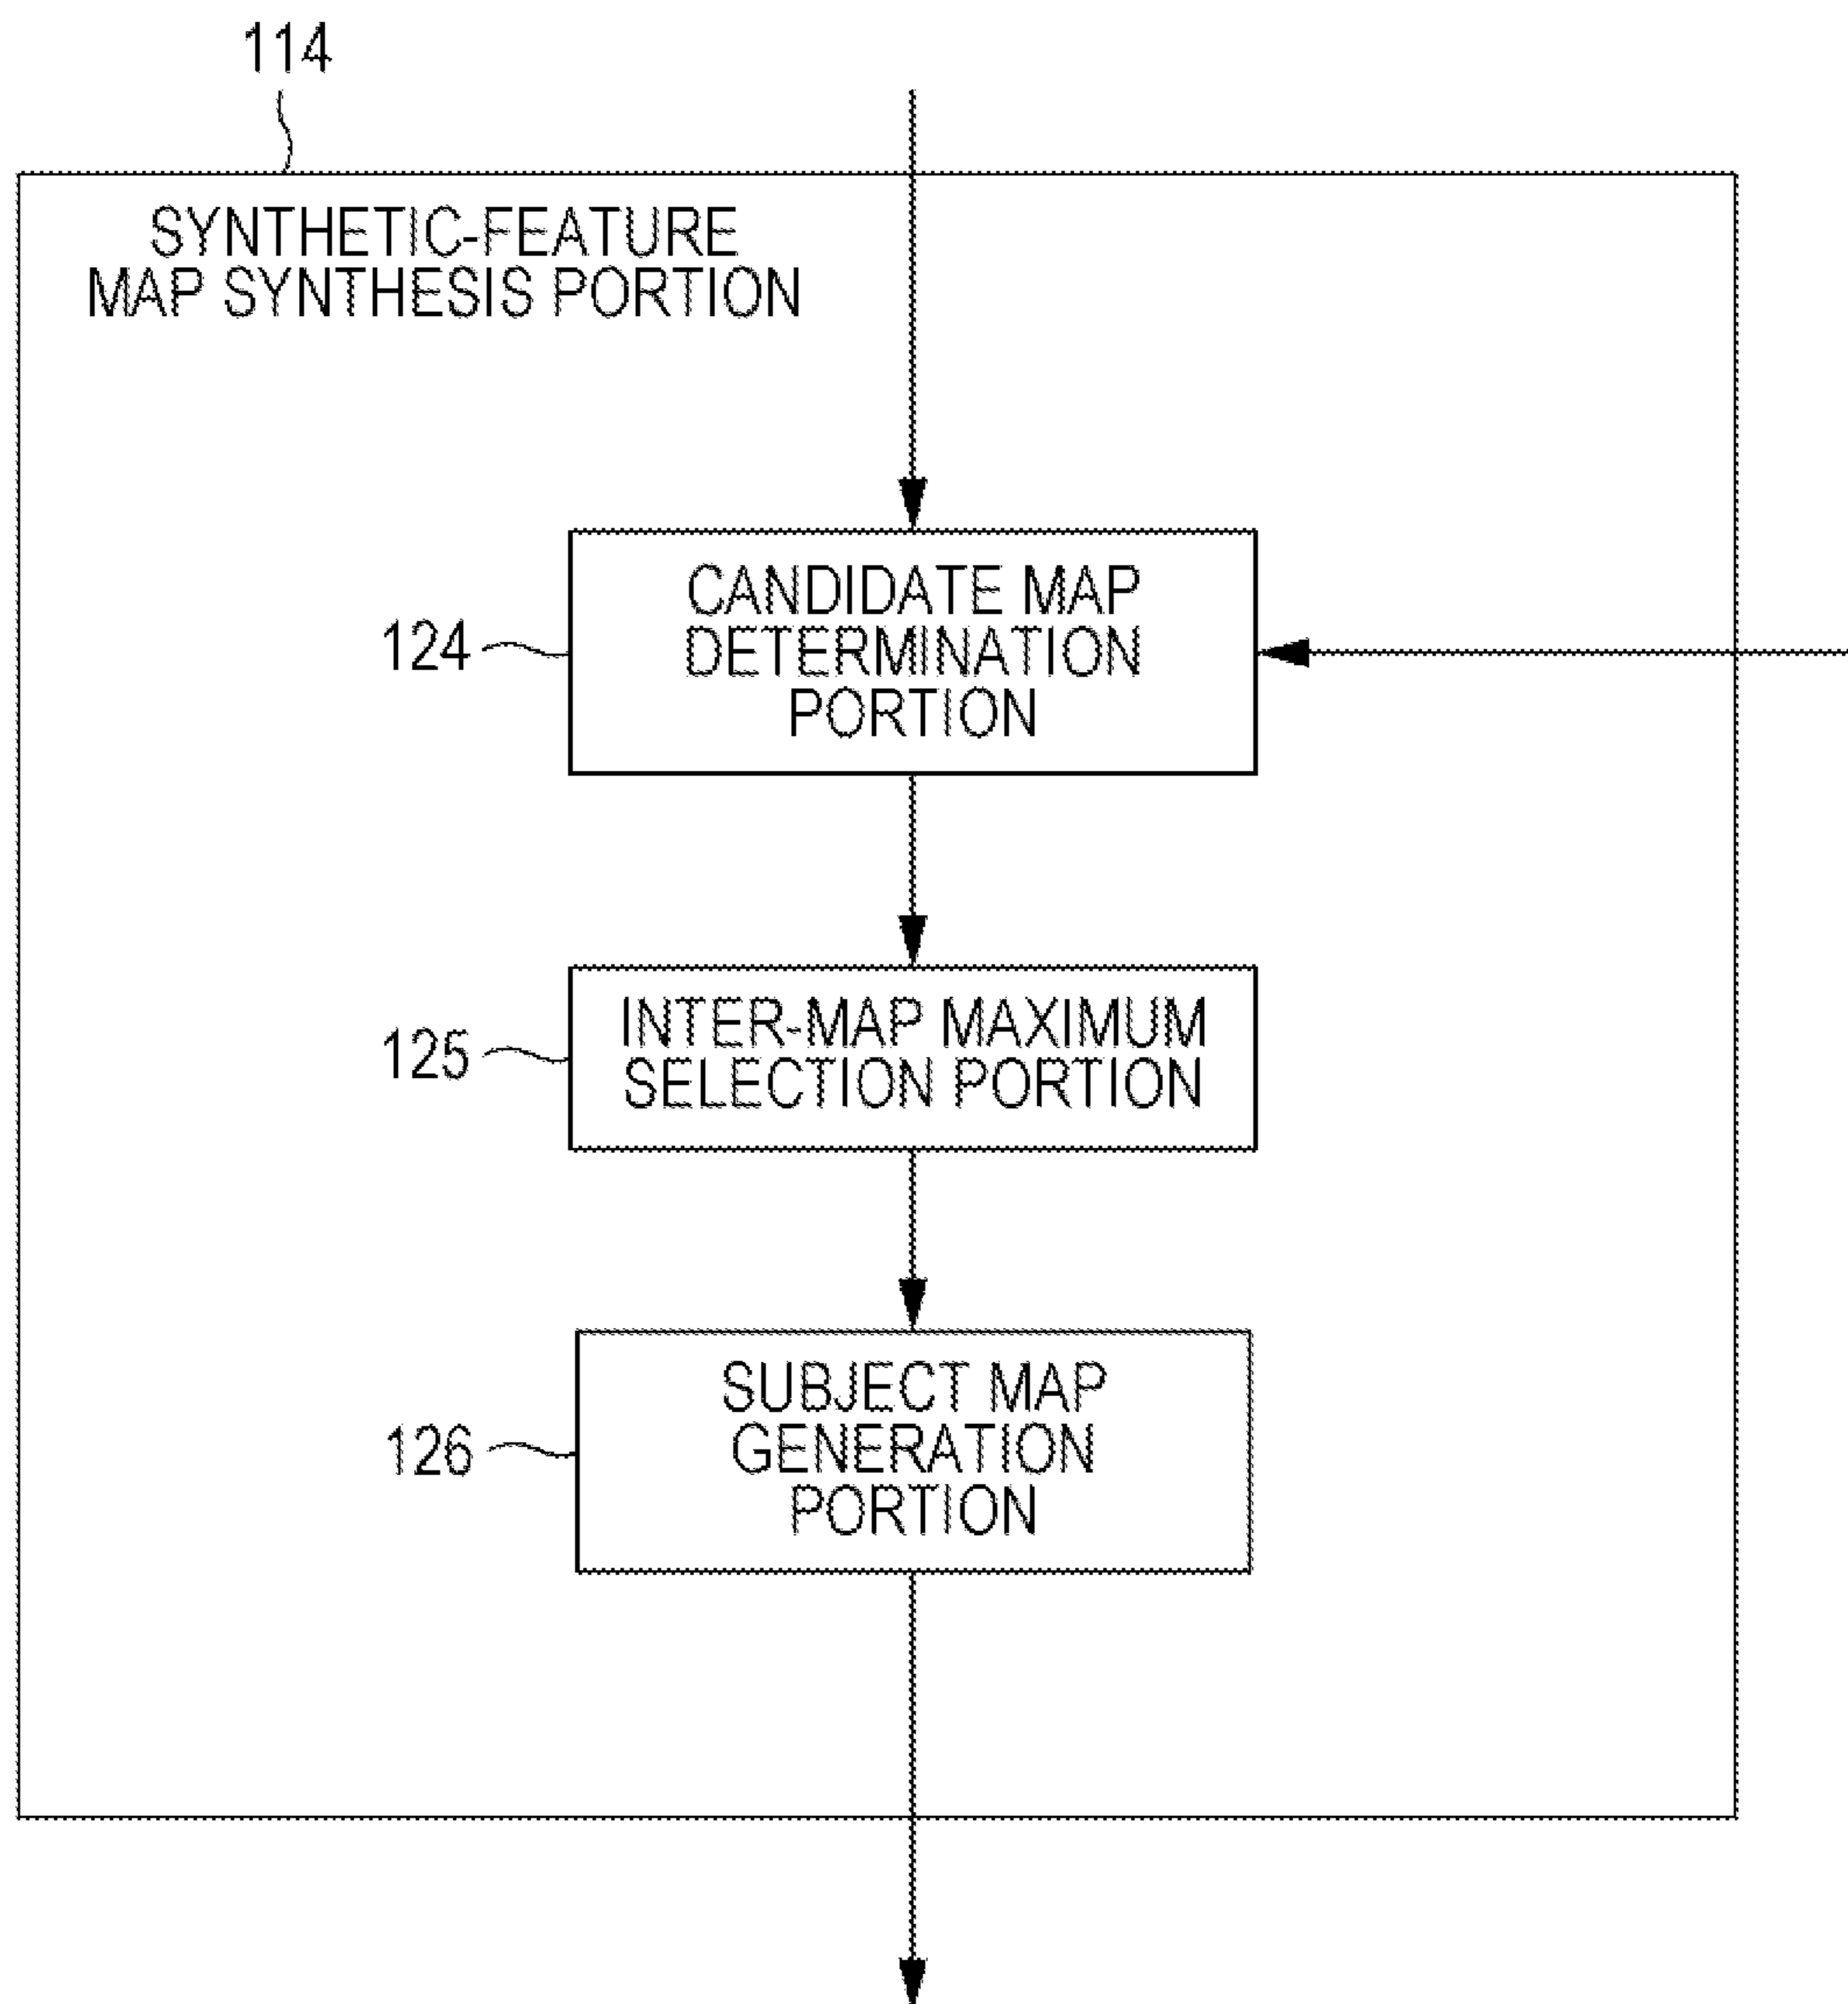 114
SYNTHETIC-FEATURE
MAP SYNTHESIS PORTION
124
CANDIDATE MAP
DETERMINATION
PORTION
125
INTER-MAP MAXIMUM
SELECTION PORTION
126
SUBJECT MAP
GENERATION
PORTION